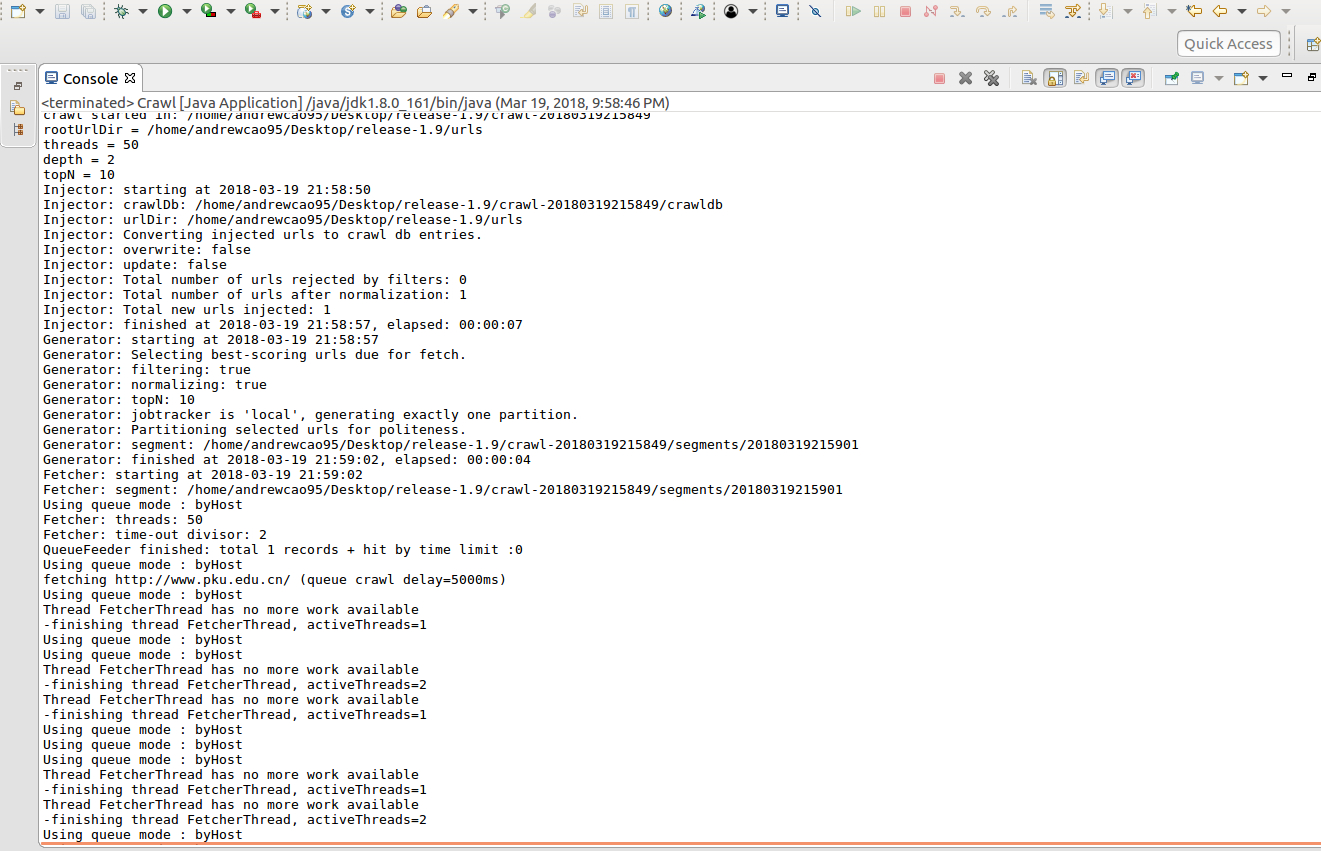 Quick Access
Console
<terminated> Crawl [Java Application] /java/jdk1.8.0_161/bin/java (Mar 19, 2018, 9:58:46 PM)
crawl started in: /home/andrewcao95/Desktop/release-1.9/crawl-20180319215849
rootUrlDir = /home/andrewcao95/Desktop/release-1.9/urls
threads = 50
depth = 2
topN = 10
Injector: starting at 2018-03-19 21:58:50
Injector: crawlDb: /home/andrewcao95/Desktop/release-1.9/crawl-20180319215849/crawldb
Injector: urlDir: /home/andrewcao95/Desktop/release-1.9/urls
Injector: Converting injected urls to crawl db entries.
Injector: overwrite: false
Injector: update: false
Injector: Total number of urls rejected by filters: 0
Injector: Total number of urls after normalization: 1
Injector: Total new urls injected: 1
Injector: finished at 2018-03-19 21:58:57, elapsed: 00:00:07
Generator: starting at 2018-03-19 21:58:57
Generator: Selecting best-scoring urls due for fetch.
Generator: filtering: true
Generator: normalizing: true
Generator: topN: 10
Generator: jobtracker is 'local', generating exactly one partition.
Generator: Partitioning selected urls for politeness.
Generator: segment: /home/andrewcao95/Desktop/release-1.9/crawl-20180319215849/segments/20180319215901
Generator: finished at 2018-03-19 21:59:02, elapsed: 00:00:04
Fetcher: starting at 2018-03-19 21:59:02
Fetcher: segment: /home/andrewcao95/Desktop/release-1.9/crawl-20180319215849/segments/20180319215901
Using queue mode : byHost
Fetcher: threads: 50
Fetcher: time-out divisor: 2
QueueFeeder finished: total 1 records + hit by time limit :0
Using queue mode : byHost
fetching http://www.pku.edu.cn/ (queue crawl delay=5000ms)
Using queue mode : byHost
Thread FetcherThread has no more work available
-finishing thread FetcherThread, activeThreads=1
Using queue mode : byHost
Using queue mode : byHost
Thread FetcherThread has no more work available
-finishing thread FetcherThread, activeThreads=2
Thread FetcherThread has no more work available
-finishing thread FetcherThread, activeThreads=1
Using queue mode : byHost
Using queue mode : byHost
Using queue mode : byHost
Thread FetcherThread has no more work available
-finishing thread FetcherThread, activeThreads=1
Thread FetcherThread has no more work available
-finishing thread FetcherThread, activeThreads=2
Using queue mode : byHost